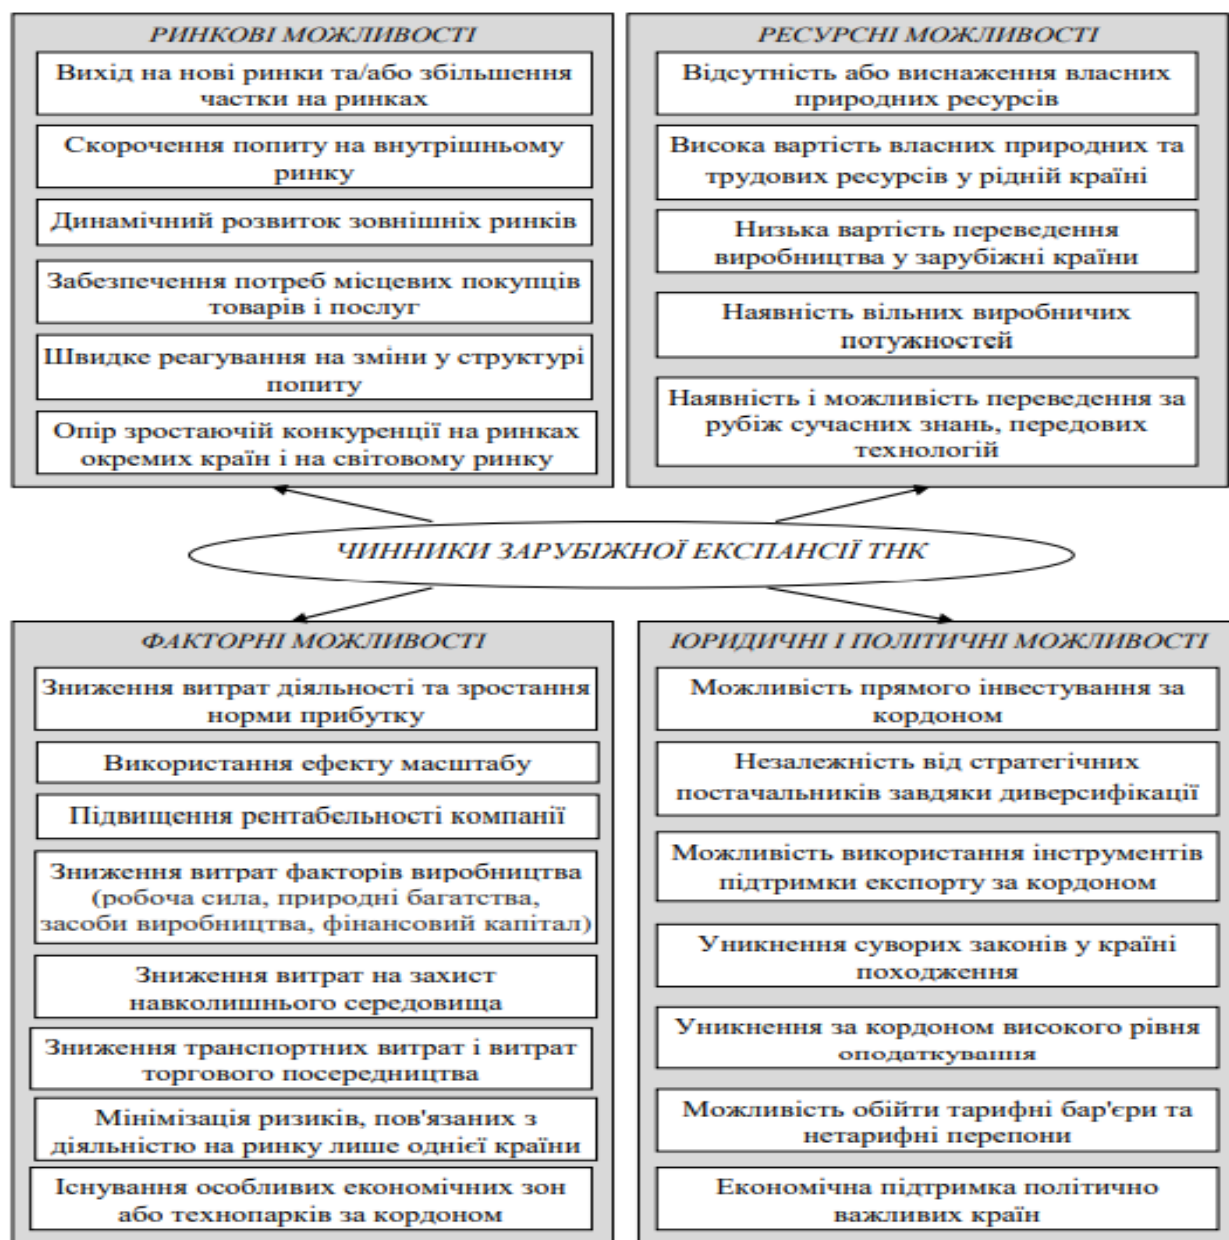 РИНКОВІ МОЖЛИВОСТІ
Вихід на нові ринки та/або збільшення
частки на ринках
Скорочення попиту на внутрішньому
ринку
Динамічний розвиток зовнішніх ринків
Забезпечення потреб місцевих покупців
товарів і послуг
Швидке реагування на зміни у структурі
попиту
Опір зростаючій конкуренції на ринках
окремих країн і на світовому ринку
РЕСУРСНІ МОЖЛИВОСТІ
Відсутність або виснаження власних
природних ресурсів
Висока вартість власних природних та
трудових ресурсів у рідній країні
Низька вартість переведення
виробництва у зарубіжні країни
Наявність вільних виробничих
потужностей
Наявність і можливість переведення за
рубіж сучасних знань, передових
технологій
ЧИННИКИ ЗАРУБІЖНОЇ ЕКСПАНСІЇ ТНК
ФАКТОРНІ МОЖЛИВОСТІ
Зниження витрат діяльності та зростання
норми прибутку
Використання ефекту масштабу
Підвищення рентабельності компанії
Зниження витрат факторів виробництва
(робоча сила, природні багатства,
засоби виробництва, фінансовий капітал)
Зниження витрат на захист
навколишнього середовища
Зниження транспортних витрат і витрат
торгового посередництва
Мінімізація ризиків, пов'язаних з
діяльністю на ринку лише однієї країни
Існування особливих економічних зон
або технопарків за кордоном
ЮРИДИЧНІ І ПОЛІТИЧНІ МОЖЛИВОСТІ
Можливість прямого інвестування за
кордоном
Незалежність від стратегічних
постачальників завдяки диверсифікації
Можливість використання інструментів
підтримки експорту за кордоном
Уникнення суворих законів у країні
походження
Уникнення за кордоном високого рівня
оподаткування
Можливість обійти тарифні бар'єри та
нетарифні перепони
Економічна підтримка політично
важливих країн